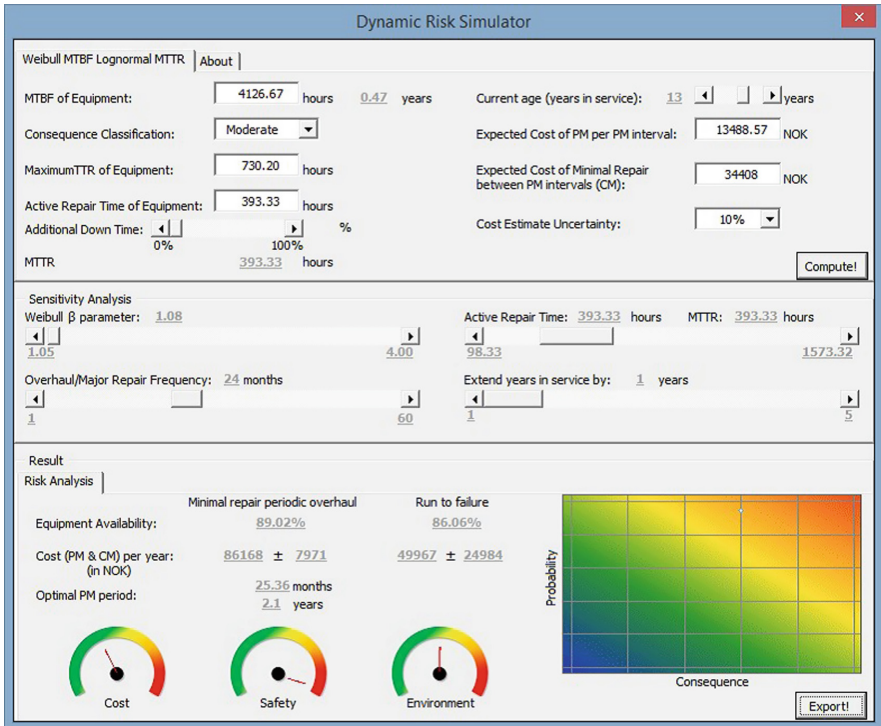 Dynamic Risk Simulator
Weibull MTBF Lognormal MTTR About
MTBF of Equipment: 4126.67 hours 0.47 years
Current age (years in service): 13 years
Consequence Classification: Moderate
Expected Cost of PM per PM interval: 13488.57 NOK
MaximumTTR of Equipment: 730.20 hours
Expected Cost of Minimal Repair
between PM intervals (CM): 34408 NOK
Active Repair Time of Equipment: 393.33 hours
Additional Down Time: %
0% 100%
Cost Estimate Uncertainty: 10%
MTTR 393.33 hours
Compute!
Sensitivity Analysis
Weibull β parameter: 1.08
1.05 4.00
Active Repair Time: 393.33 hours MTTR: 393.33 hours
98.33 1573.32
Overhaul/Major Repair Frequency: 24 months
1 60
Extend years in service by: 1 years
1 5
Result
Risk Analysis
Minimal repair periodic overhaul Run to failure
Equipment Availability: 89.02% 86.06%
Cost (PM & CM) per year: 86168 ± 7971 49967 ± 24984
(in NOK)
Optimal PM period: 25.36 months
2.1 years
Cost Safety Environment
Probability
Consequence
Export!